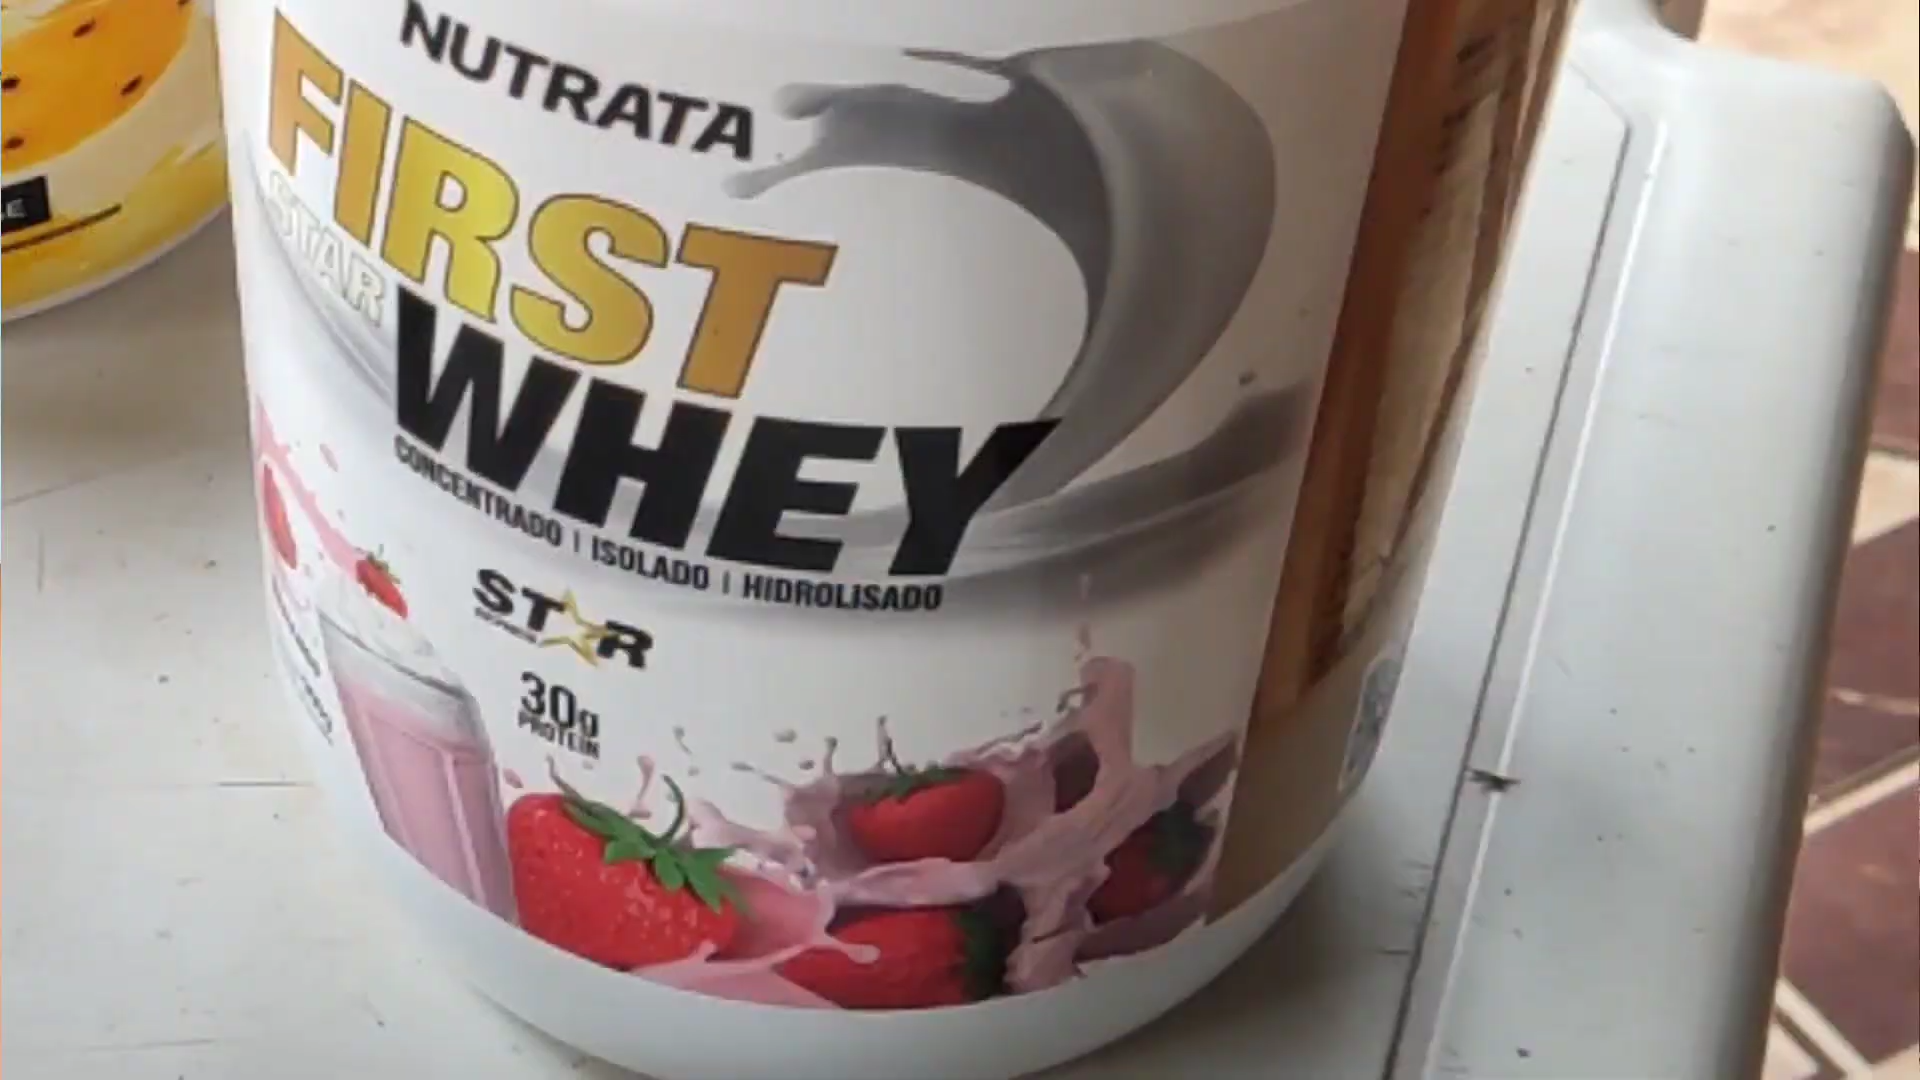 NUTRATA
FIRST
STAR
WHEY
CONCENTRADO | ISOLADO | HIDROLISADO
STAR
30g
PROTEIN